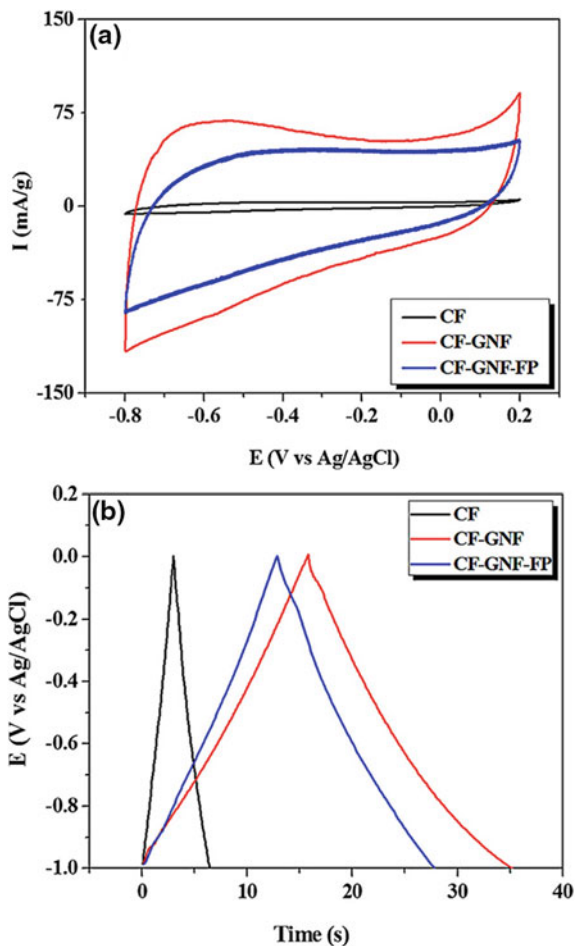 (a)
150
75
0
-75
-150
I (mA/g)
CF
CF-GNF
CF-GNF-FP
-0.8
-0.6
-0.4
-0.2
0.0
0.2
E (V vs Ag/AgCl)
(b)
0.2
0.0
-0.2
-0.4
-0.6
-0.8
-1.0
E (V vs Ag/AgCl)
CF
CF-GNF
CF-GNF-FP
0
10
20
30
40
Time (s)